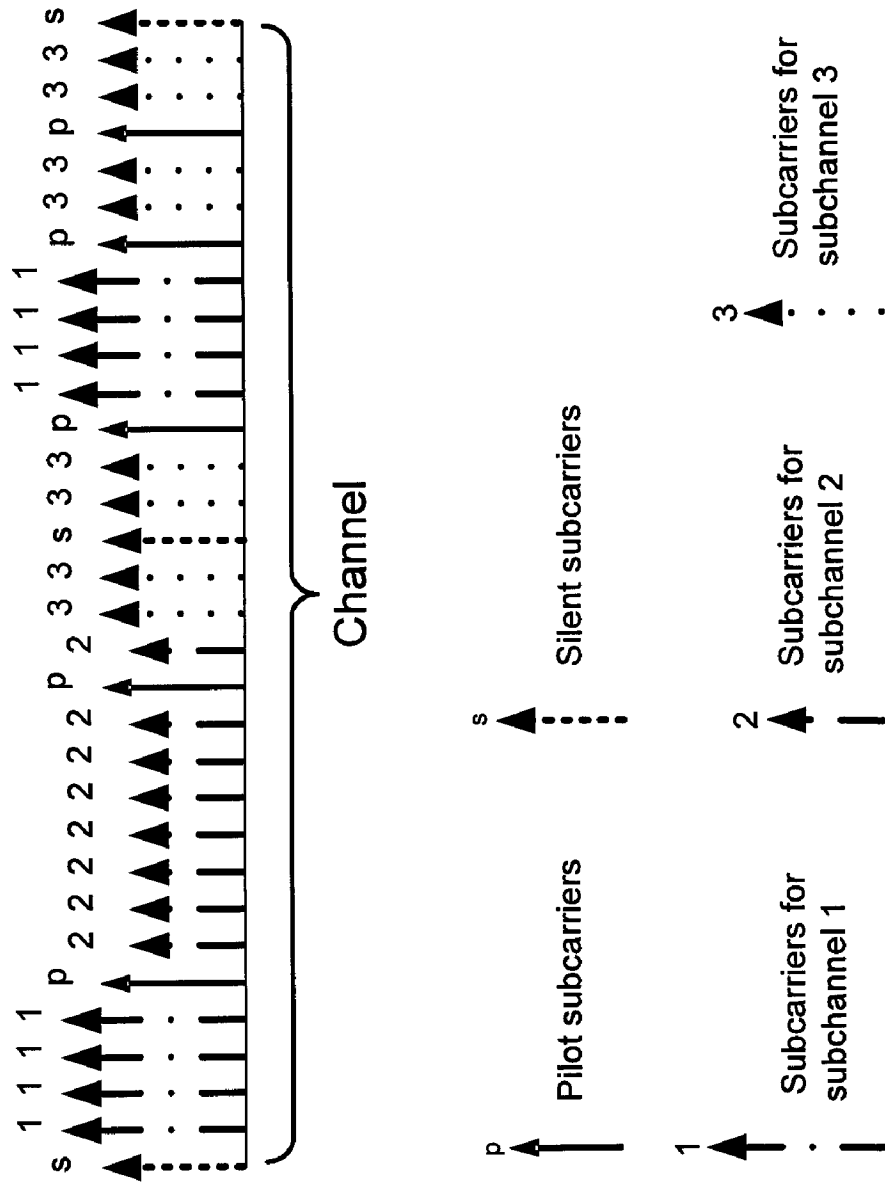 s 1 1 1 1 p 2 2 2 2 2 2 2 p 2 3 3 s 3 3 p 1 1 1 1 p 3 3 p 3 3 s
Channel
p Pilot subcarriers
s Silent subcarriers
1 Subcarriers for
subchannel 1
2 Subcarriers for
subchannel 2
3 Subcarriers for
subchannel 3